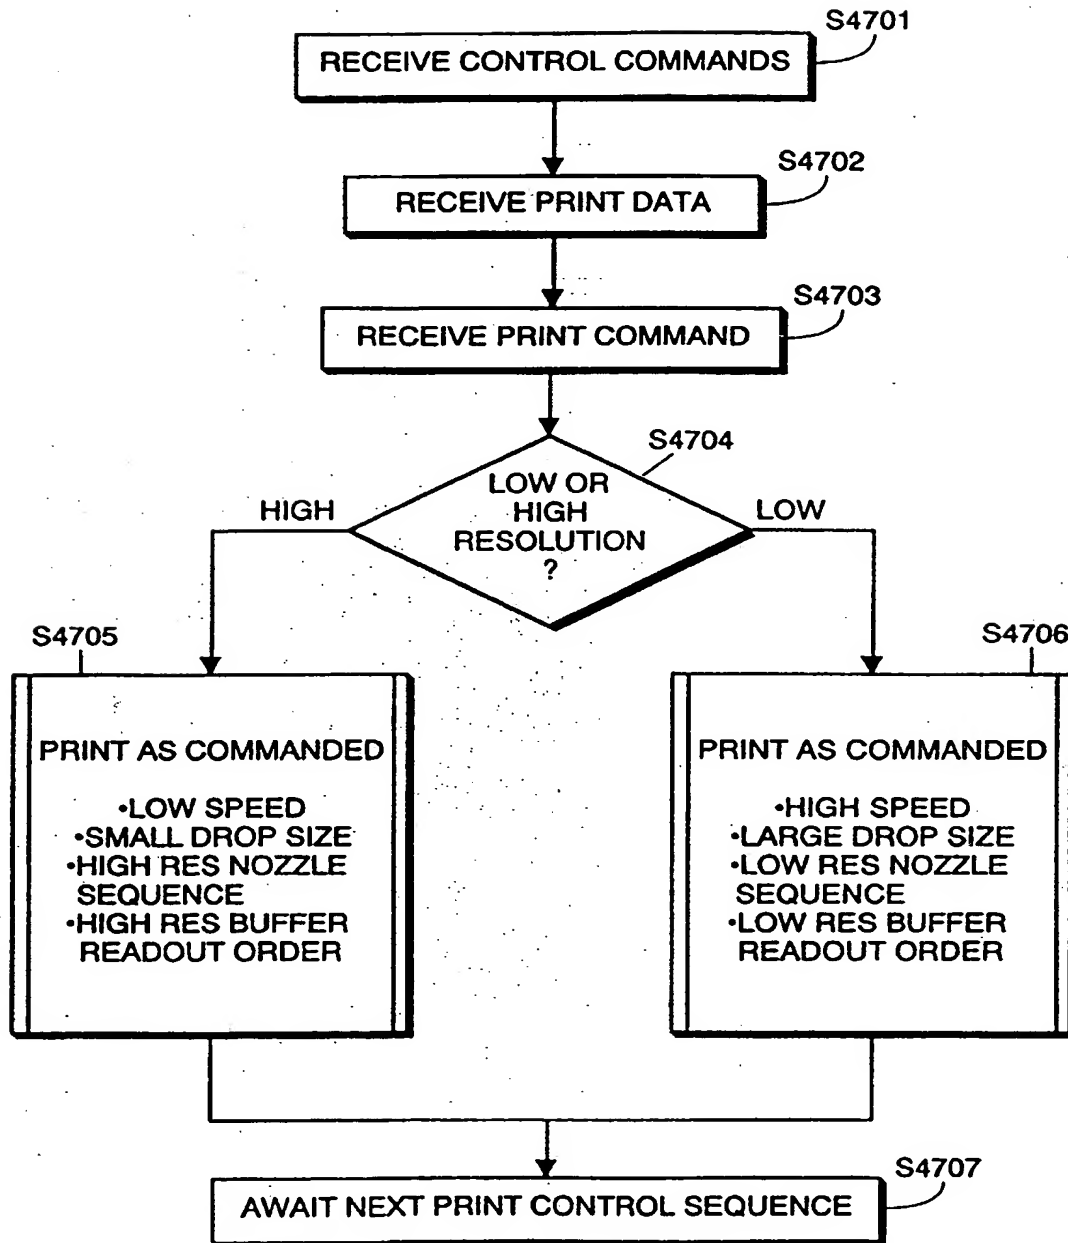 S4701
RECEIVE CONTROL COMMANDS
S4702
RECEIVE PRINT DATA
S4703
RECEIVE PRINT COMMAND
S4704
LOW OR
HIGH
RESOLUTION
?
HIGH
LOW
S4705
PRINT AS COMMANDED
•LOW SPEED
•SMALL DROP SIZE
•HIGH RES NOZZLE
SEQUENCE
•HIGH RES BUFFER
READOUT ORDER
S4706
PRINT AS COMMANDED
•HIGH SPEED
•LARGE DROP SIZE
•LOW RES NOZZLE
SEQUENCE
•LOW RES BUFFER
READOUT ORDER
S4707
AWAIT NEXT PRINT CONTROL SEQUENCE